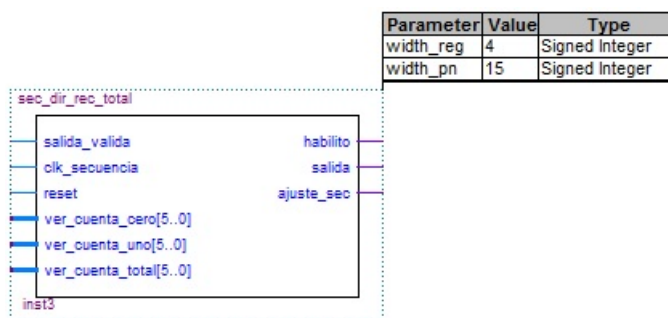 Parameter Value Type
width_reg 4 Signed Integer
width_pn 15 Signed Integer
sec_dir_rec_total
salida_valida habilito
clk_secuencia salida
reset ajuste_sec
ver_cuenta_cero[5..0]
ver_cuenta_uno[5..0]
ver_cuenta_total[5..0]
inst3